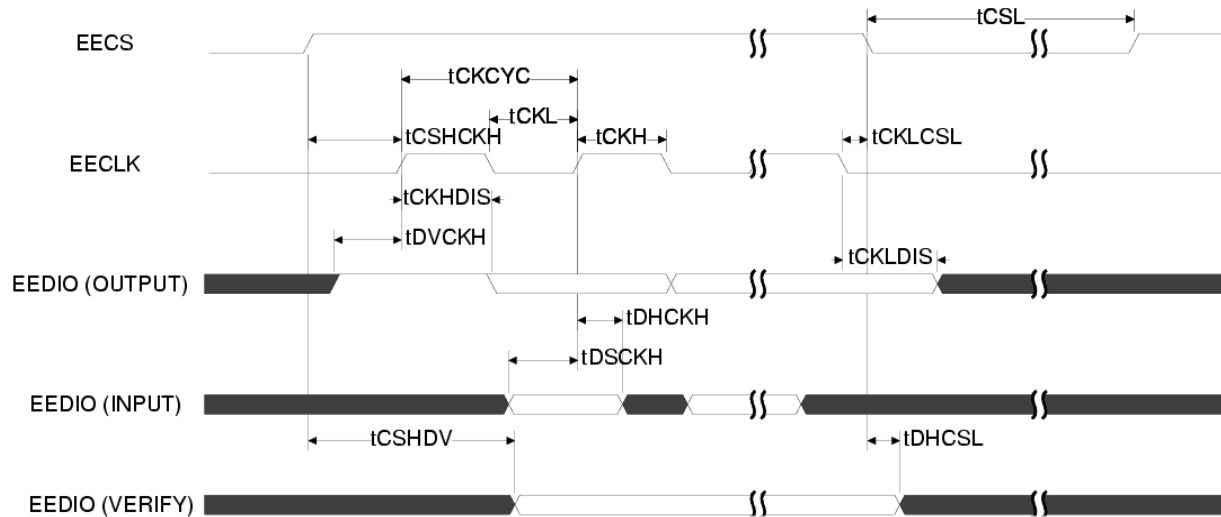 tCSL
EECS
tCKCYC
tCKL
tCSHCKH
tCKH
tCKLCSL
EECLK
tCKHDIS
tDVCKH
tCKLDIS
EEDIO (OUTPUT)
tDHCKH
tDSCKH
EEDIO (INPUT)
tCSHDV
tDHCSL
EEDIO (VERIFY)